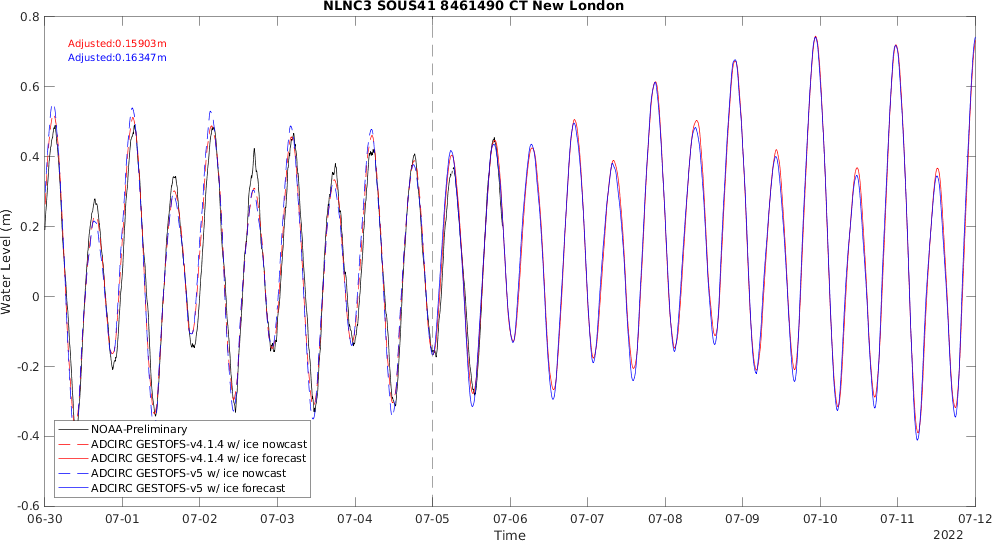 NLNC3 SOUS41 8461490 CT New London
Adjusted:0.15903m
Adjusted:0.16347m
Water Level (m)
0.8
0.6
0.4
0.2
0
-0.2
-0.4
-0.6
NOAA-Preliminary
ADCIRC GESTOFS-v4.1.4 w/ ice nowcast
ADCIRC GESTOFS-v4.1.4 w/ ice forecast
ADCIRC GESTOFS-v5 w/ ice nowcast
ADCIRC GESTOFS-v5 w/ ice forecast
06-30 07-01 07-02 07-03 07-04 07-05 07-06 07-07 07-08 07-09 07-10 07-11 07-12
Time
2022